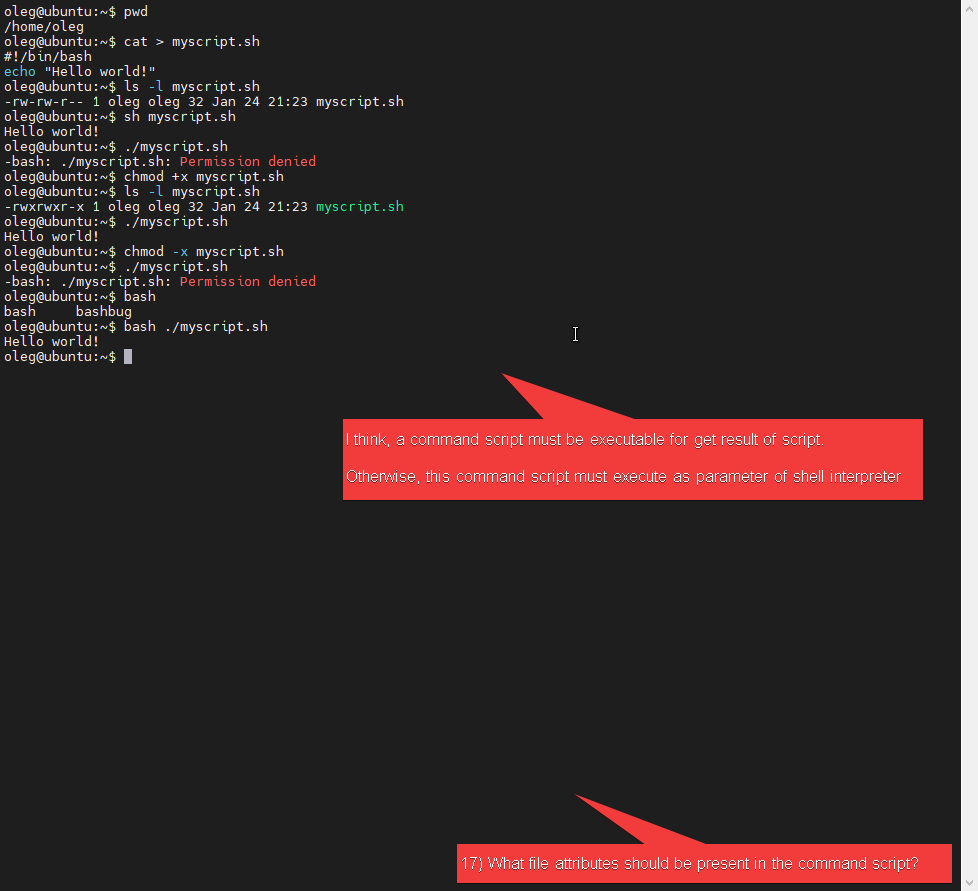 oleg@ubuntu:~$ pwd
/home/oleg
oleg@ubuntu:~$ cat > myscript.sh
#!/bin/bash
echo "Hello world!"
oleg@ubuntu:~$ ls -l myscript.sh
-rw-rw-r-- 1 oleg oleg 32 Jan 24 21:23 myscript.sh
oleg@ubuntu:~$ sh myscript.sh
Hello world!
oleg@ubuntu:~$ ./myscript.sh
-bash: ./myscript.sh: Permission denied
oleg@ubuntu:~$ chmod +x myscript.sh
oleg@ubuntu:~$ ls -l myscript.sh
-rwxrwxr-x 1 oleg oleg 32 Jan 24 21:23 myscript.sh
oleg@ubuntu:~$ ./myscript.sh
Hello world!
oleg@ubuntu:~$ chmod -x myscript.sh
oleg@ubuntu:~$ ./myscript.sh
-bash: ./myscript.sh: Permission denied
oleg@ubuntu:~$ bash
bash     bashbug
oleg@ubuntu:~$ bash ./myscript.sh
Hello world!
oleg@ubuntu:~$
I think, a command script must be executable for get result of script.
Otherwise, this command script must execute as parameter of shell interpreter
17) What file attributes should be present in the command script?